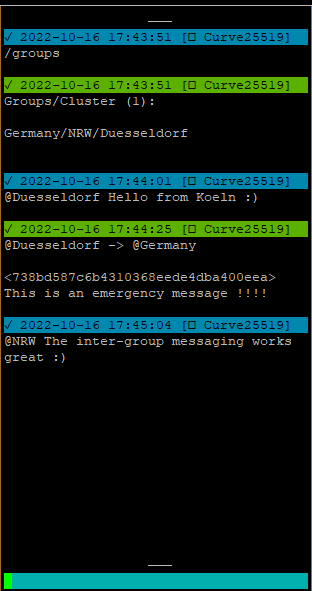 ✓ 2022-10-16 17:43:51 [▯ Curve25519]
/groups
✓ 2022-10-16 17:43:51 [▯ Curve25519]
Groups/Cluster (1):
Germany/NRW/Duesseldorf
✓ 2022-10-16 17:44:01 [▯ Curve25519]
@Duesseldorf Hello from Koeln :)
✓ 2022-10-16 17:44:25 [▯ Curve25519]
@Duesseldorf -> @Germany
<738bd587c6b4310368eede4dba400eea>
This is an emergency message !!!!
✓ 2022-10-16 17:45:04 [▯ Curve25519]
@NRW The inter-group messaging works
great :)